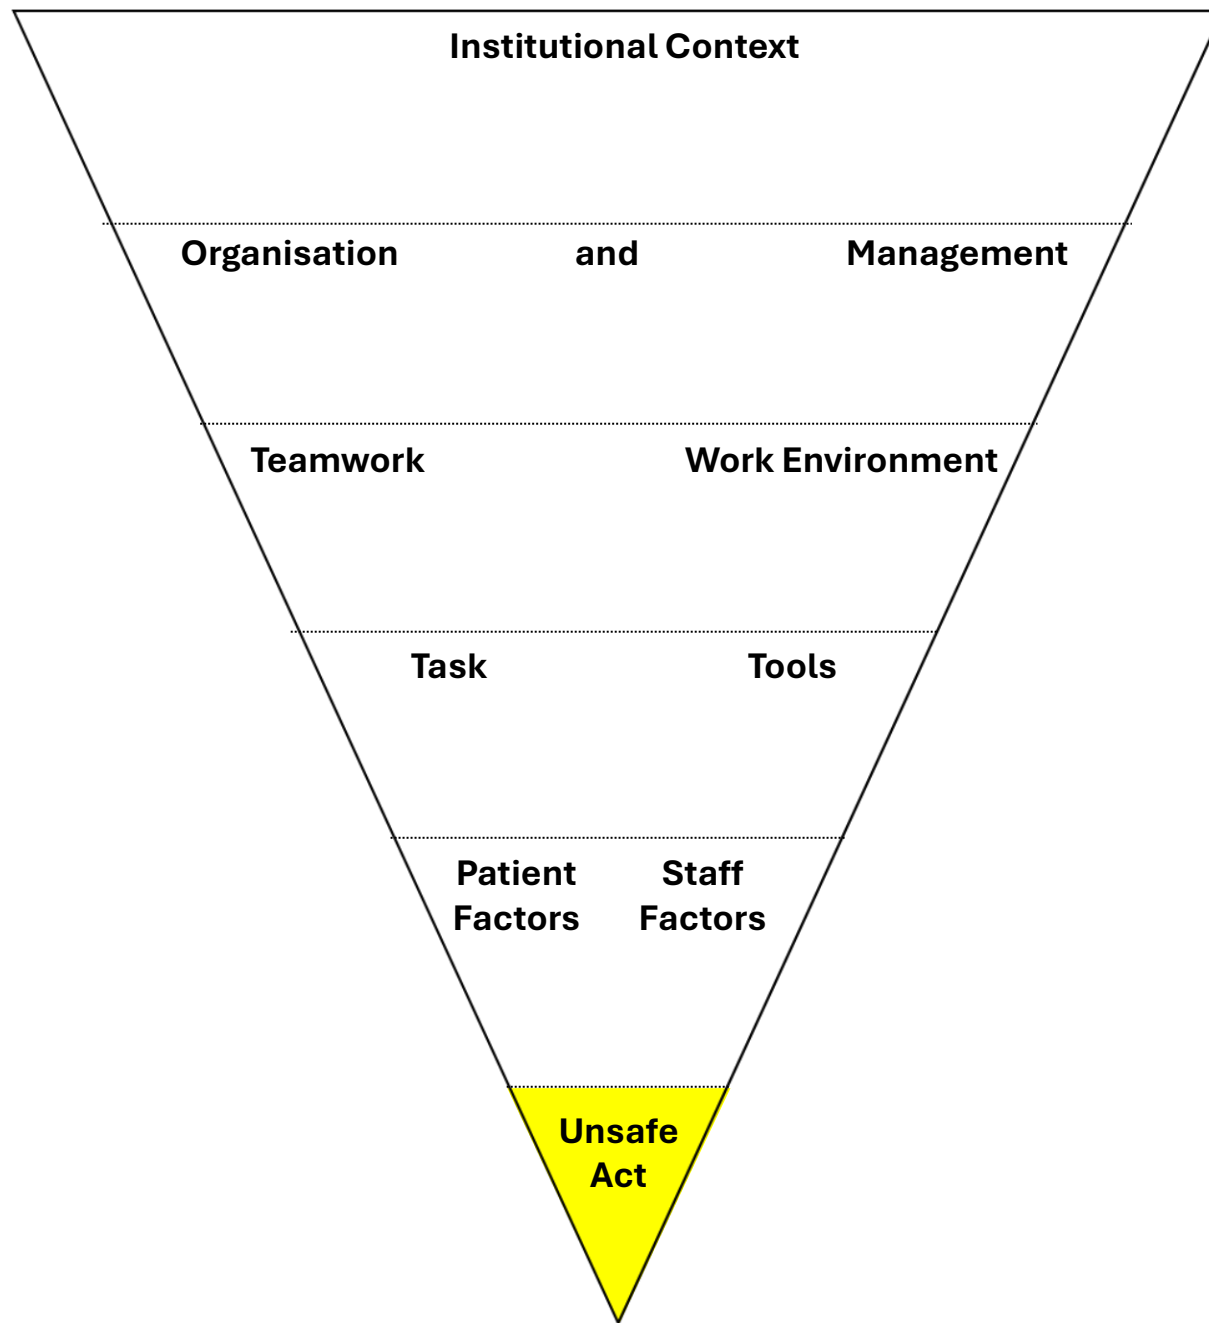 Institutional Context
Organisation and Management
Teamwork Work Environment
Task Tools
Patient Staff
Factors Factors
Unsafe
Act